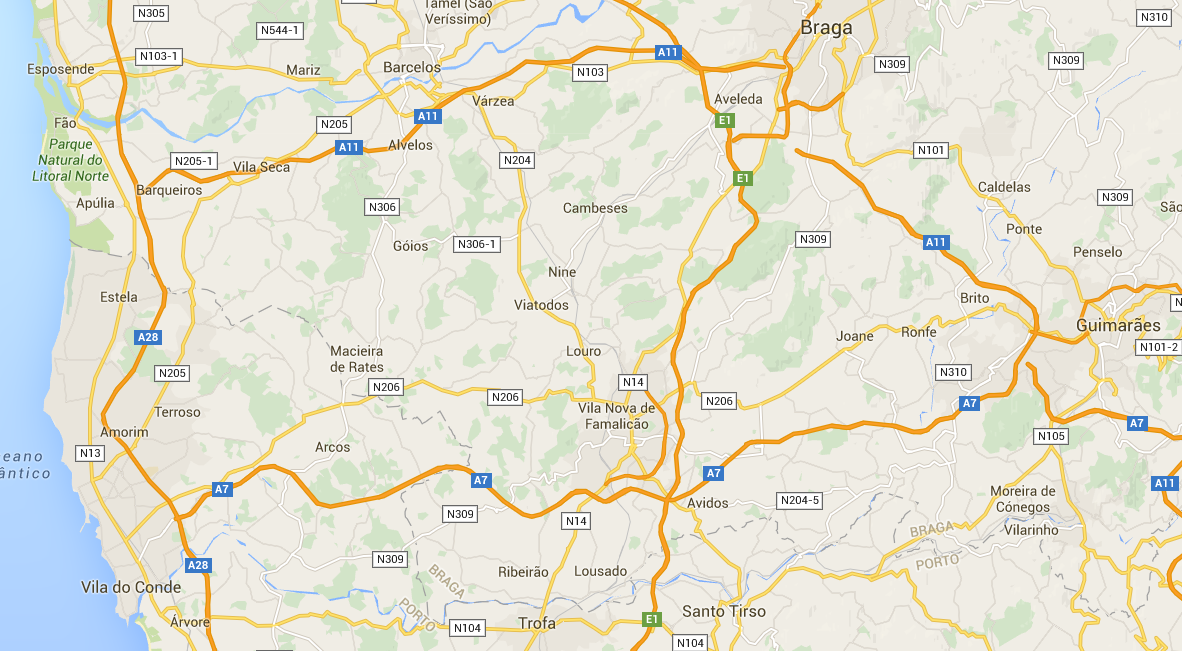 N305
Tamel (São
Veríssimo)
N310
N544-1
Braga
N103-1
A11
N309
N309
Esposende
Mariz
Barcelos
N103
Várzea
Aveleda
Fão
N205
A11
E1
Parque
Natural do
Litoral Norte
A11
Alvelos
N101
N205-1
Vila Seca
N204
E1
Barqueiros
Caldelas
Apúlia
N306
Cambeses
N309
São
Ponte
Góios
N306-1
N309
A11
Penselo
Nine
Estela
Viatodos
Brito
N
A28
Joane
Ronfe
Guimarães
Macieira
de Rates
Louro
N101-2
N205
N206
N14
N310
N206
N206
A7
Terroso
Vila Nova de
Famalicão
A7
Amorim
N105
Arcos
N13
eano
ântico
A7
A7
A7
A11
Avidos
N204-5
Moreira de
Cónegos
N309
N14
BRAGA
Vilarinho
N309
A28
PORTO
Vila do Conde
BRAGA
Ribeirão
Lousado
PORTO
Santo Tirso
Árvore
N104
Trofa
E1
N104